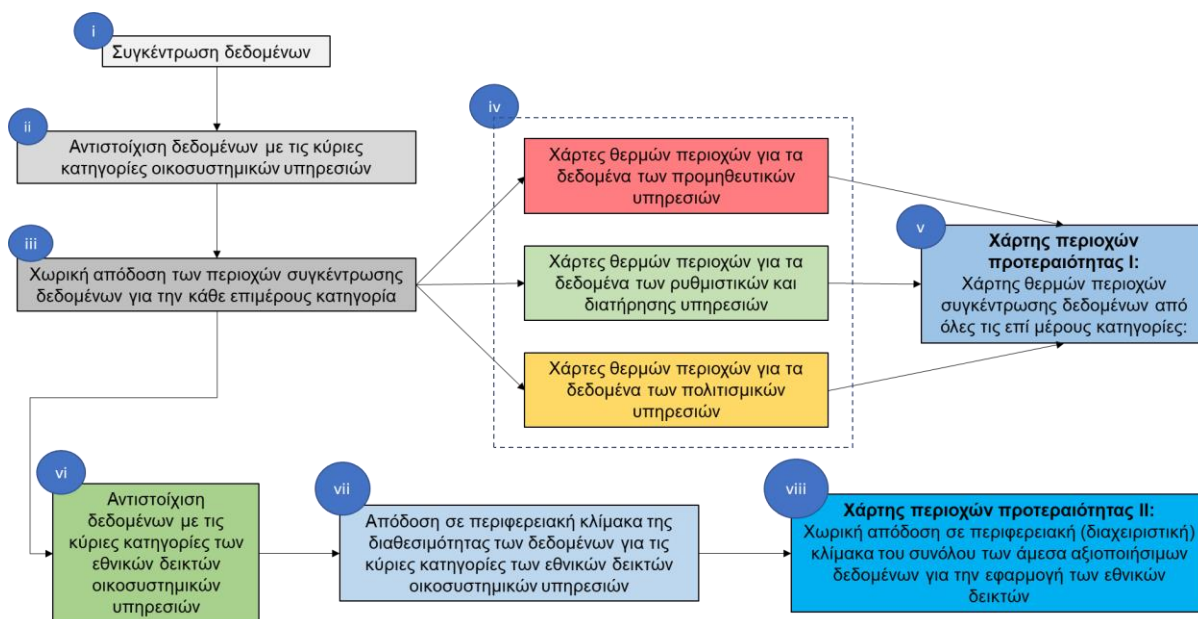 i
Συγκέντρωση δεδομένων
ii
Αντιστοίχιση δεδομένων με τις κύριες
κατηγορίες οικοσυστημικών υπηρεσιών
iii
Χωρική απόδοση των περιοχών συγκέντρωσης
δεδομένων για την κάθε επιμέρους κατηγορία
iv
Χάρτες θερμών περιοχών για τα
δεδομένα των προμηθευτικών
υπηρεσιών
Χάρτες θερμών περιοχών για τα
δεδομένα των ρυθμιστικών και
διατήρησης υπηρεσιών
Χάρτες θερμών περιοχών για τα
δεδομένα των πολιτισμικών
υπηρεσιών
v
Χάρτης περιοχών
προτεραιότητας I:
Χάρτης θερμών περιοχών
συγκέντρωσης δεδομένων από
όλες τις επί μέρους κατηγορίες:
vi
Αντιστοίχιση
δεδομένων με τις
κύριες κατηγορίες των
εθνικών δεικτών
οικοσυστημικών
υπηρεσιών
vii
Απόδοση σε περιφερειακή κλίμακα της
διαθεσιμότητας των δεδομένων για τις
κύριες κατηγορίες των εθνικών δεικτών
οικοσυστημικών υπηρεσιών
viii
Χάρτης περιοχών προτεραιότητας II:
Χωρική απόδοση σε περιφερειακή (διαχειριστική)
κλίμακα του συνόλου των άμεσα αξιοποιήσιμων
δεδομένων για την εφαρμογή των εθνικών
δεικτών